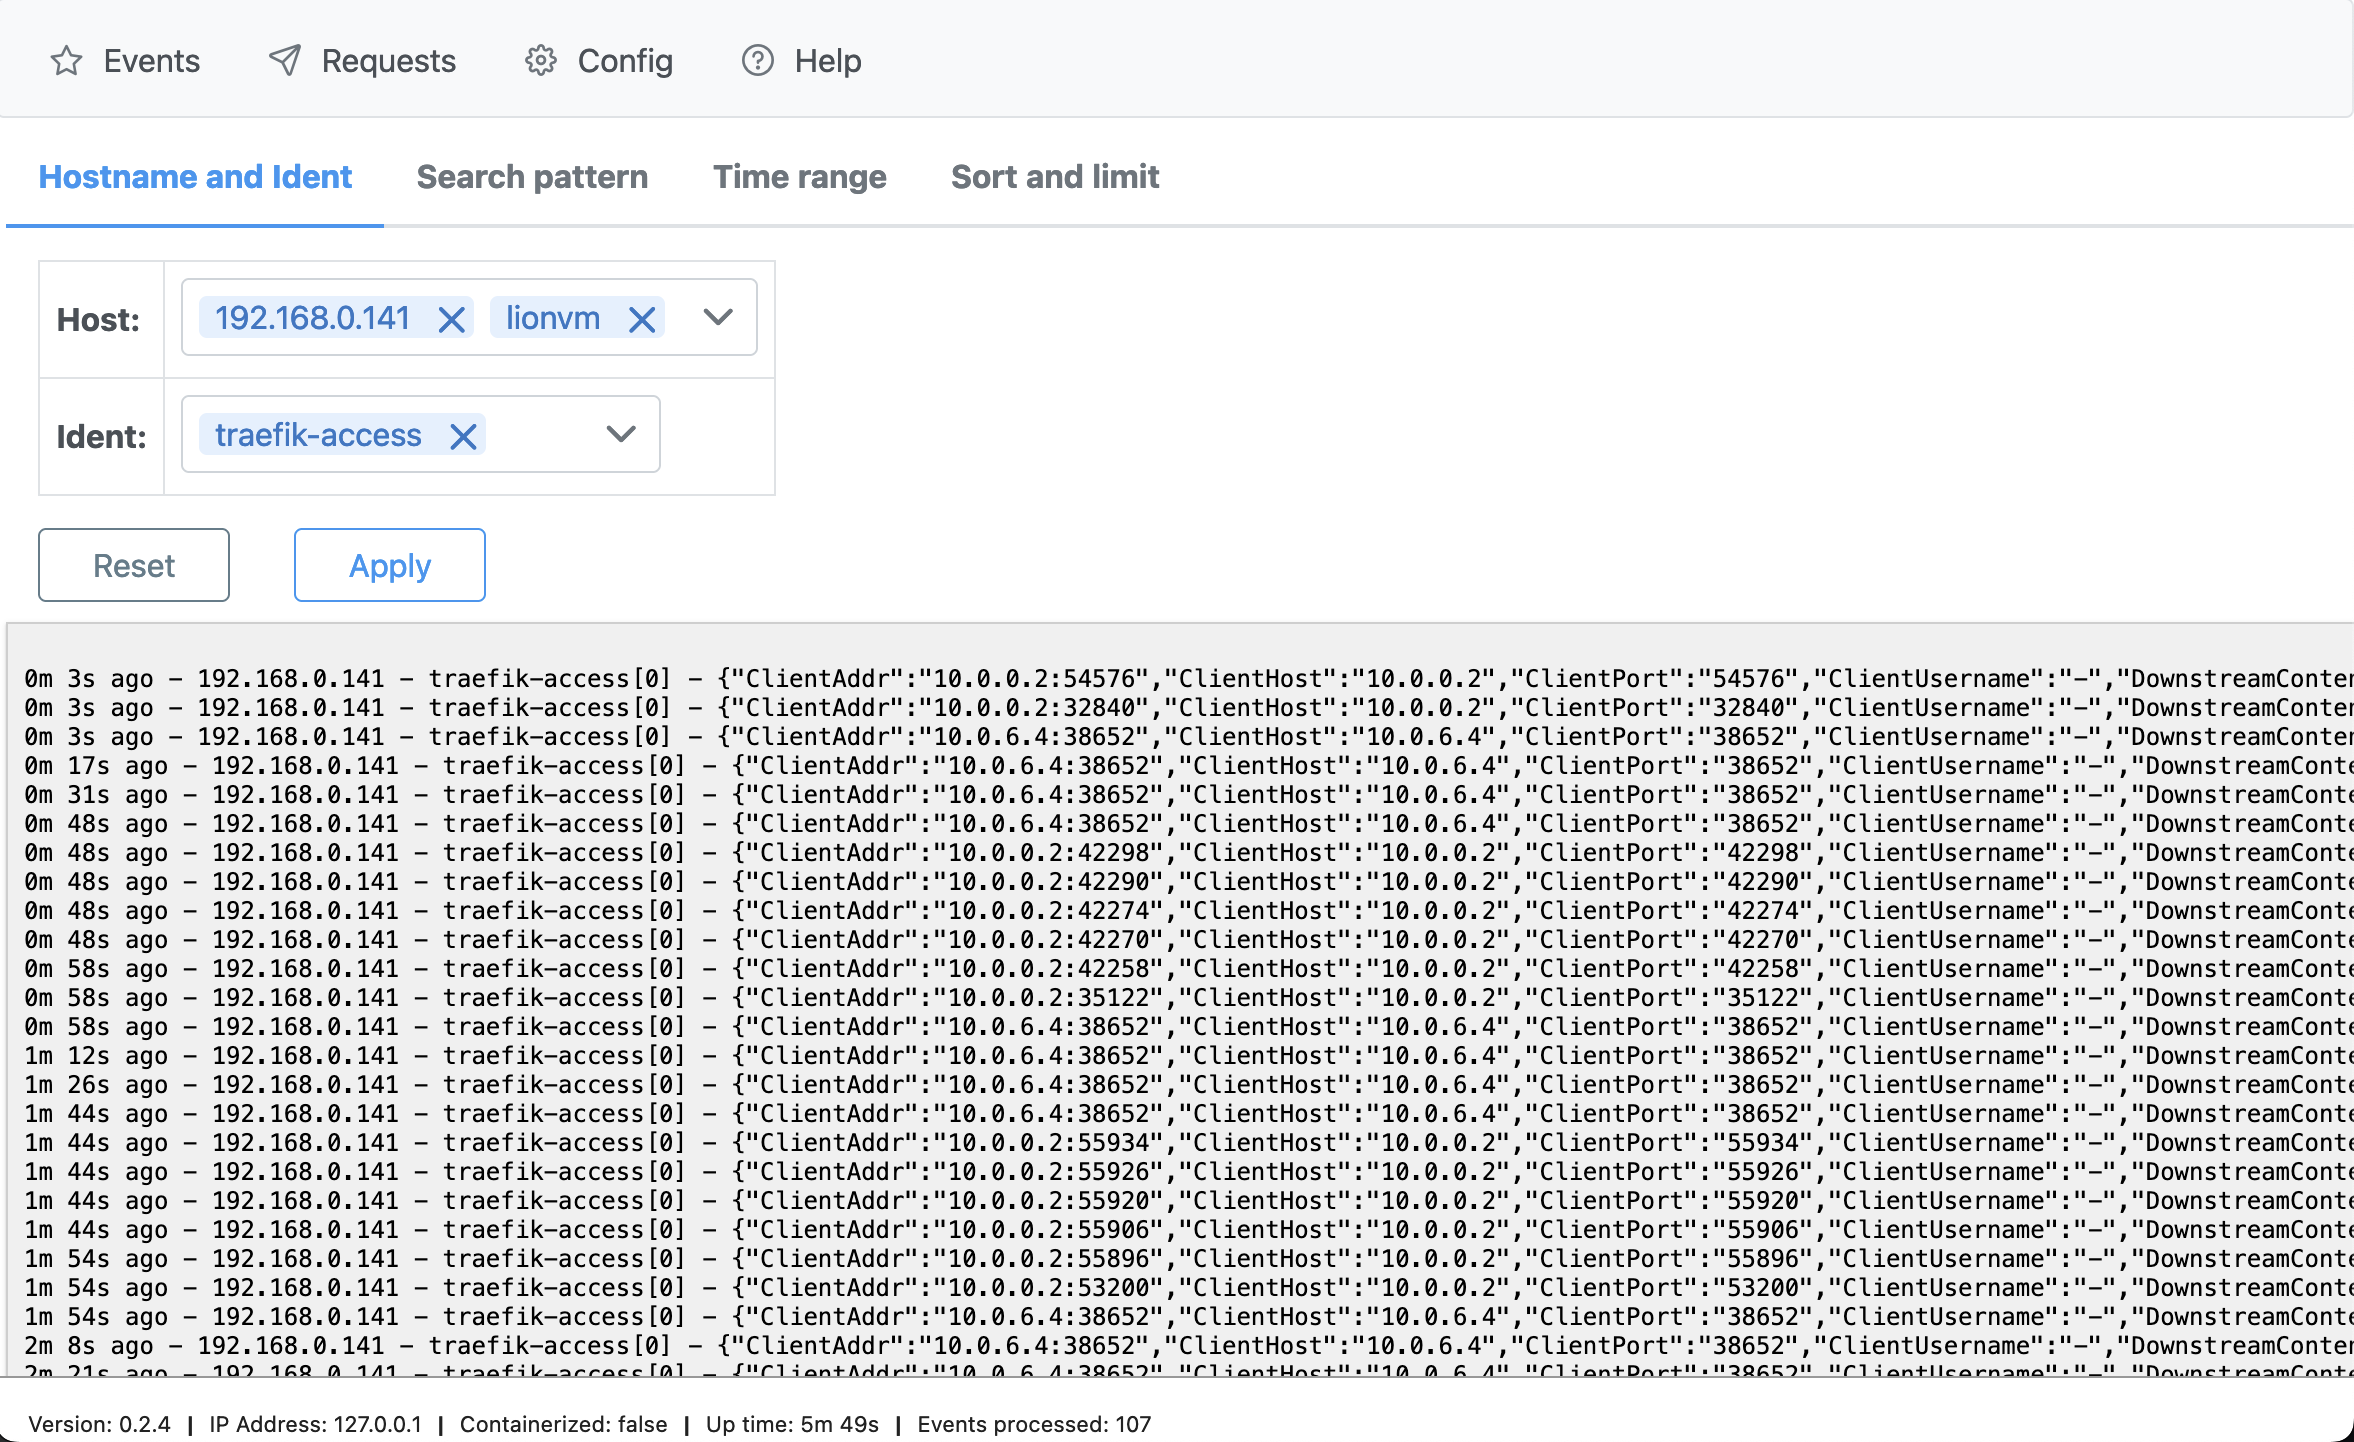 Events Requests Config Help
Hostname and Ident Search pattern Time range Sort and limit
Host: 192.168.0.141 lionvm
Ident: traefik-access
Reset Apply
0m 3s ago - 192.168.0.141 - traefik-access[0] - {"ClientAddr":"10.0.0.2:54576","ClientHost":"10.0.0.2","ClientPort":"54576","ClientUsername":"-","DownstreamConten
0m 3s ago - 192.168.0.141 - traefik-access[0] - {"ClientAddr":"10.0.0.2:32840","ClientHost":"10.0.0.2","ClientPort":"32840","ClientUsername":"-","DownstreamConten
0m 3s ago - 192.168.0.141 - traefik-access[0] - {"ClientAddr":"10.0.6.4:38652","ClientHost":"10.0.6.4","ClientPort":"38652","ClientUsername":"-","DownstreamConten
0m 17s ago - 192.168.0.141 - traefik-access[0] - {"ClientAddr":"10.0.6.4:38652","ClientHost":"10.0.6.4","ClientPort":"38652","ClientUsername":"-","DownstreamConte
0m 31s ago - 192.168.0.141 - traefik-access[0] - {"ClientAddr":"10.0.6.4:38652","ClientHost":"10.0.6.4","ClientPort":"38652","ClientUsername":"-","DownstreamConte
0m 48s ago - 192.168.0.141 - traefik-access[0] - {"ClientAddr":"10.0.6.4:38652","ClientHost":"10.0.6.4","ClientPort":"38652","ClientUsername":"-","DownstreamConte
0m 48s ago - 192.168.0.141 - traefik-access[0] - {"ClientAddr":"10.0.0.2:42298","ClientHost":"10.0.0.2","ClientPort":"42298","ClientUsername":"-","DownstreamConte
0m 48s ago - 192.168.0.141 - traefik-access[0] - {"ClientAddr":"10.0.0.2:42290","ClientHost":"10.0.0.2","ClientPort":"42290","ClientUsername":"-","DownstreamConte
0m 48s ago - 192.168.0.141 - traefik-access[0] - {"ClientAddr":"10.0.0.2:42274","ClientHost":"10.0.0.2","ClientPort":"42274","ClientUsername":"-","DownstreamConte
0m 48s ago - 192.168.0.141 - traefik-access[0] - {"ClientAddr":"10.0.0.2:42270","ClientHost":"10.0.0.2","ClientPort":"42270","ClientUsername":"-","DownstreamConte
0m 58s ago - 192.168.0.141 - traefik-access[0] - {"ClientAddr":"10.0.0.2:42258","ClientHost":"10.0.0.2","ClientPort":"42258","ClientUsername":"-","DownstreamConte
0m 58s ago - 192.168.0.141 - traefik-access[0] - {"ClientAddr":"10.0.0.2:35122","ClientHost":"10.0.0.2","ClientPort":"35122","ClientUsername":"-","DownstreamConte
0m 58s ago - 192.168.0.141 - traefik-access[0] - {"ClientAddr":"10.0.6.4:38652","ClientHost":"10.0.6.4","ClientPort":"38652","ClientUsername":"-","DownstreamConte
1m 12s ago - 192.168.0.141 - traefik-access[0] - {"ClientAddr":"10.0.6.4:38652","ClientHost":"10.0.6.4","ClientPort":"38652","ClientUsername":"-","DownstreamConte
1m 26s ago - 192.168.0.141 - traefik-access[0] - {"ClientAddr":"10.0.6.4:38652","ClientHost":"10.0.6.4","ClientPort":"38652","ClientUsername":"-","DownstreamConte
1m 44s ago - 192.168.0.141 - traefik-access[0] - {"ClientAddr":"10.0.6.4:38652","ClientHost":"10.0.6.4","ClientPort":"38652","ClientUsername":"-","DownstreamConte
1m 44s ago - 192.168.0.141 - traefik-access[0] - {"ClientAddr":"10.0.0.2:55934","ClientHost":"10.0.0.2","ClientPort":"55934","ClientUsername":"-","DownstreamConte
1m 44s ago - 192.168.0.141 - traefik-access[0] - {"ClientAddr":"10.0.0.2:55926","ClientHost":"10.0.0.2","ClientPort":"55926","ClientUsername":"-","DownstreamConte
1m 44s ago - 192.168.0.141 - traefik-access[0] - {"ClientAddr":"10.0.0.2:55920","ClientHost":"10.0.0.2","ClientPort":"55920","ClientUsername":"-","DownstreamConte
1m 44s ago - 192.168.0.141 - traefik-access[0] - {"ClientAddr":"10.0.0.2:55906","ClientHost":"10.0.0.2","ClientPort":"55906","ClientUsername":"-","DownstreamConte
1m 54s ago - 192.168.0.141 - traefik-access[0] - {"ClientAddr":"10.0.0.2:55896","ClientHost":"10.0.0.2","ClientPort":"55896","ClientUsername":"-","DownstreamConte
1m 54s ago - 192.168.0.141 - traefik-access[0] - {"ClientAddr":"10.0.0.2:53200","ClientHost":"10.0.0.2","ClientPort":"53200","ClientUsername":"-","DownstreamConte
1m 54s ago - 192.168.0.141 - traefik-access[0] - {"ClientAddr":"10.0.6.4:38652","ClientHost":"10.0.6.4","ClientPort":"38652","ClientUsername":"-","DownstreamConte
2m 8s ago - 192.168.0.141 - traefik-access[0] - {"ClientAddr":"10.0.6.4:38652","ClientHost":"10.0.6.4","ClientPort":"38652","ClientUsername":"-","DownstreamConten
2m 21s ago - 192.168.0.141 - traefik-access[0] - {"ClientAddr":"10.0.6.4:38652","ClientHost":"10.0.6.4","ClientPort":"38652","ClientUsername":"-","DownstreamConte
Version: 0.2.4 | IP Address: 127.0.0.1 | Containerized: false | Up time: 5m 49s | Events processed: 107